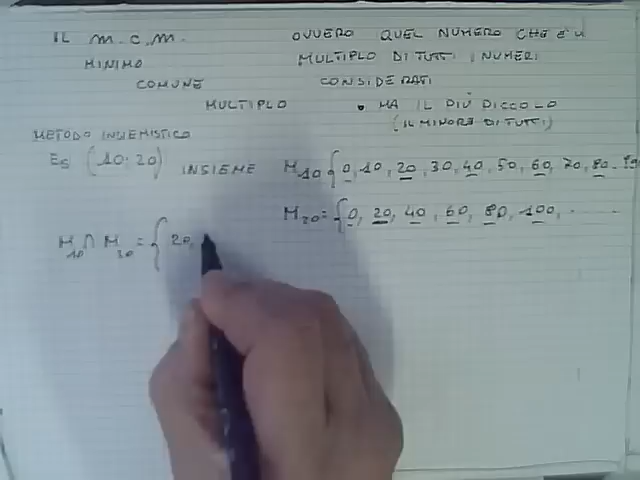 IL m.c.m. OVVERO QUEL NUMERO CHE E' U
MINIMO MULTIPLO DI TUTTI I NUMERI
COMUNE CONSIDERATI
MULTIPLO • MA IL PIÙ PICCOLO
(IL MINORE DI TUTTI)
METODO INSIEMISTICO
ES (10·20) INSIEME M10 {0, 10, 20, 30, 40, 50, 60, 70, 80..
M20 = {0, 20, 40, 60, 80, 100, ....
M10 ∩ M20 = { 20,